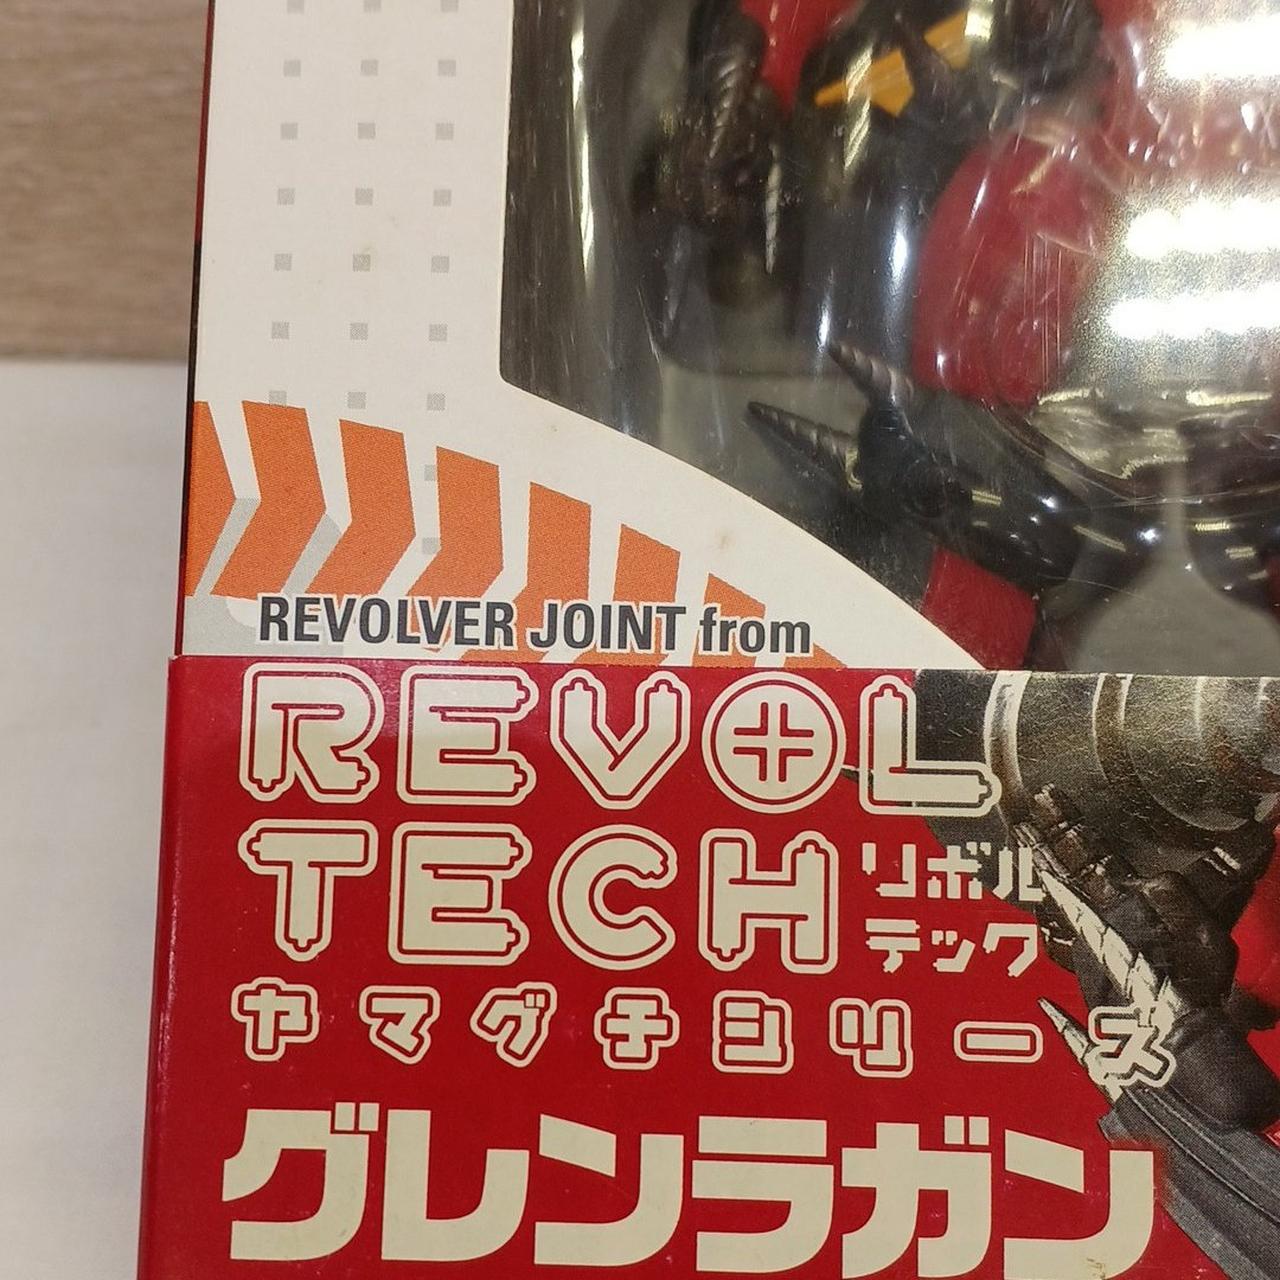 REVOLVER JOINT from
REVOL
TECH リボル
テック
ヤマグチシリーズ
グレンラガン